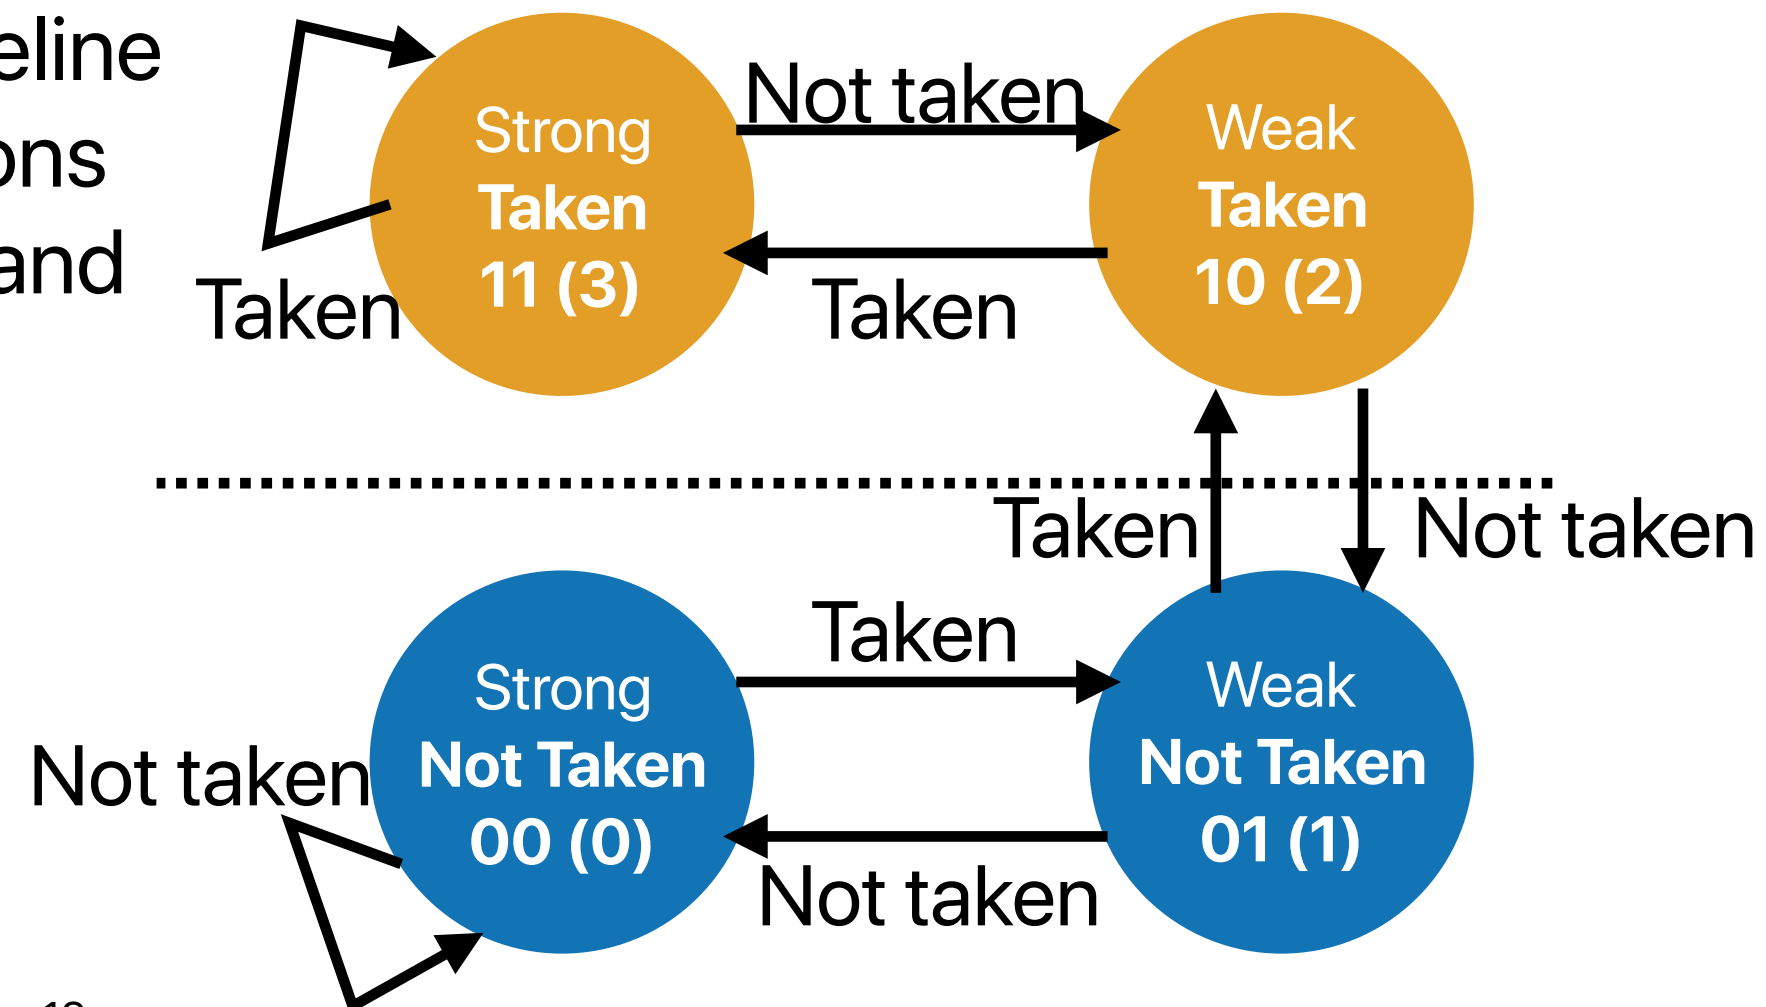 eline
ons
and
Strong
Taken
11 (3)
Not taken
Weak
Taken
10 (2)
Taken
Taken
Taken
Not taken
Strong
Not Taken
00 (0)
Taken
Weak
Not Taken
01 (1)
Not taken
Not taken